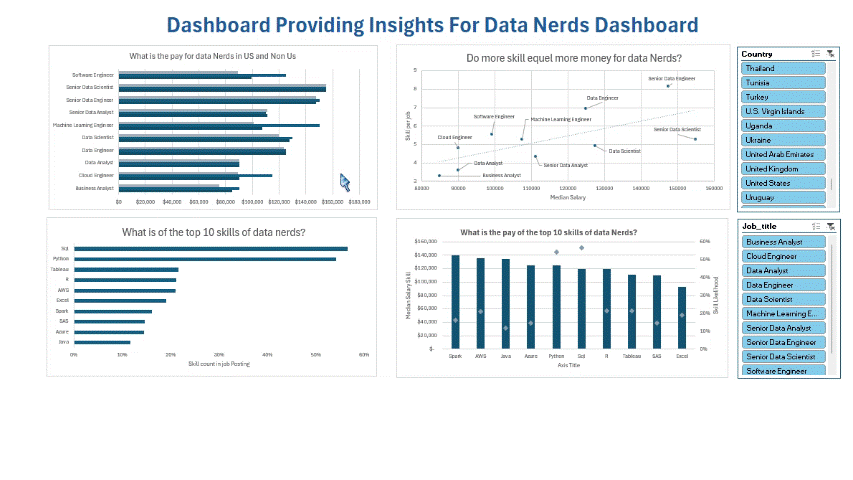 Dashboard Providing Insights For Data Nerds Dashboard
What is the pay for data Nerds in US and Non Us
Software Engineer
Senior Data Scientist
Senior Data Engineer
Senior Data Analyst
Machine Learning Engineer
Data Scientist
Data Engineer
Data Analyst
Cloud Engineer
Business Analyst
$0 $20,000 $40,000 $60,000 $80,000 $100,000 $120,000 $140,000 $160,000 $180,000
Do more skill equel more money for data Nerds?
Skill per job
9
8
7
6
5
4
3
Senior Data Engineer
Data Engineer
Software Engineer
Machine Learning Engineer
Senior Data Scientist
Cloud Engineer
Data Scientist
Data Analyst
Senior Data Analyst
Business Analyst
80000 90000 100000 110000 120000 130000 140000 150000 160000
Median Salary
Country
Thailand
Tunisia
Turkey
U.S. Virgin Islands
Uganda
Ukraine
United Arab Emirates
United Kingdom
United States
Uruguay
What is of the top 10 skills of data nerds?
Sql
Python
Tableau
R
AWS
Excel
Spark
SAS
Azure
Java
0% 10% 20% 30% 40% 50% 60%
Skill count in job Posting
What is the pay of the top 10 skills of data Nerds?
Median Salary Skill
$160,000
$140,000
$120,000
$100,000
$80,000
$60,000
$40,000
$20,000
$-
60%
50%
40%
30%
20%
10%
0%
Skill Likelihood
Spark AWS Java Azure Python Sql R Tableau SAS Excel
Axis Title
Job_title
Business Analyst
Cloud Engineer
Data Analyst
Data Engineer
Data Scientist
Machine Learning E...
Senior Data Analyst
Senior Data Engineer
Senior Data Scientist
Software Engineer